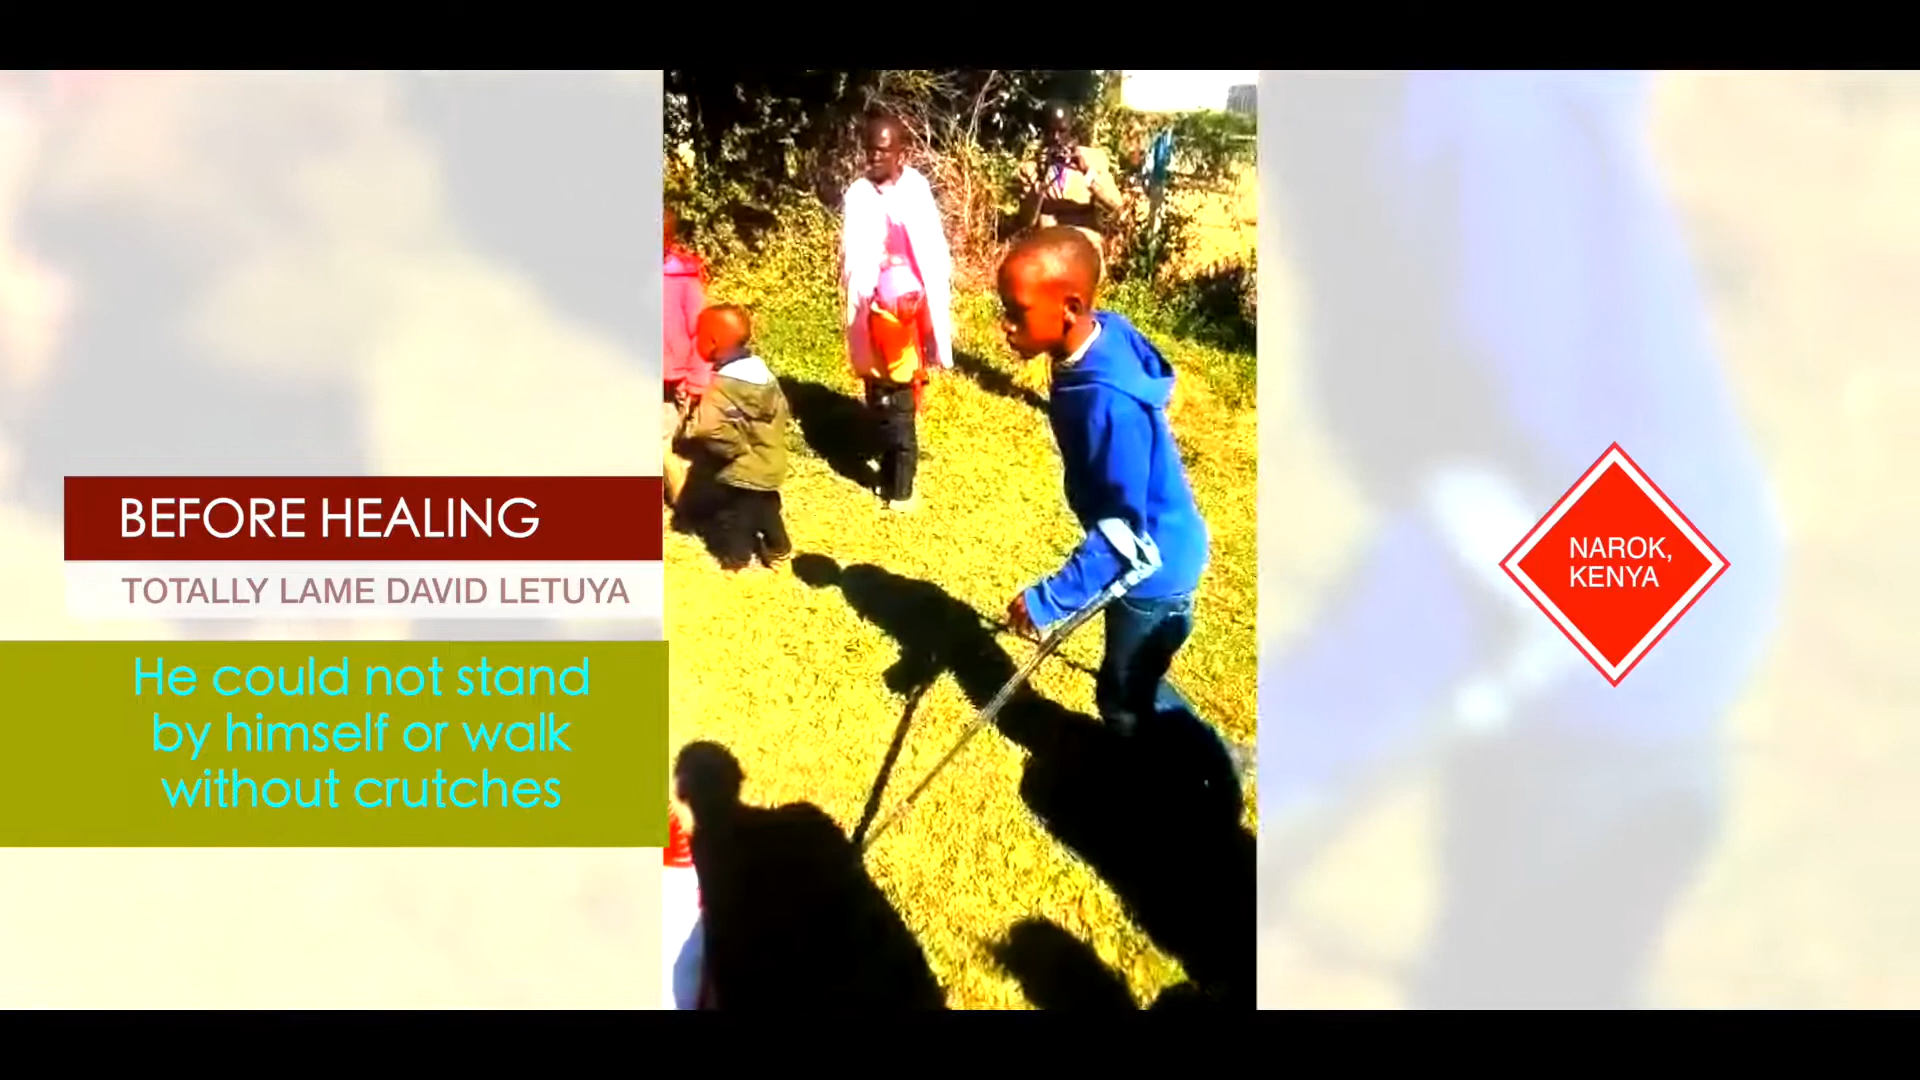 BEFORE HEALING
TOTALLY LAME DAVID LETUYA
He could not stand
by himself or walk
without crutches
NAROK,
KENYA